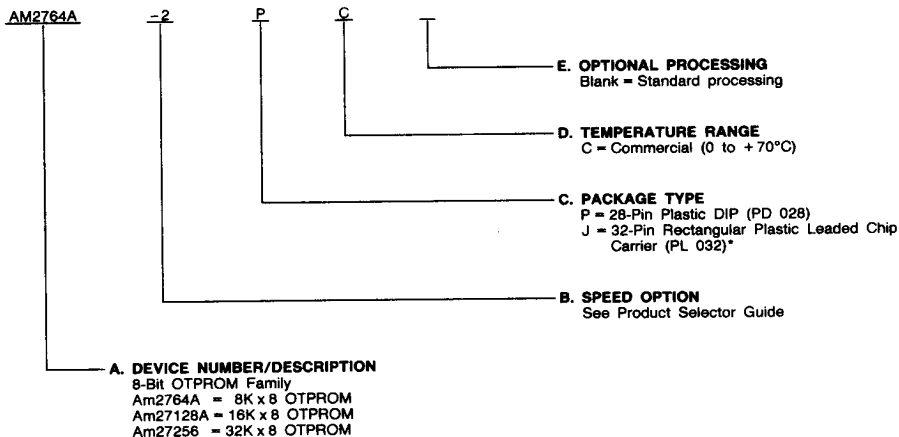 AM2764A -2 P C
E. OPTIONAL PROCESSING
Blank = Standard processing
D. TEMPERATURE RANGE
C = Commercial (0 to +70°C)
C. PACKAGE TYPE
P = 28-Pin Plastic DIP (PD 028)
J = 32-Pin Rectangular Plastic Leaded Chip
Carrier (PL 032)*
B. SPEED OPTION
See Product Selector Guide
A. DEVICE NUMBER/DESCRIPTION
8-Bit OTPROM Family
Am2764A = 8K x 8 OTPROM
Am27128A = 16K x 8 OTPROM
Am27256 = 32K x 8 OTPROM